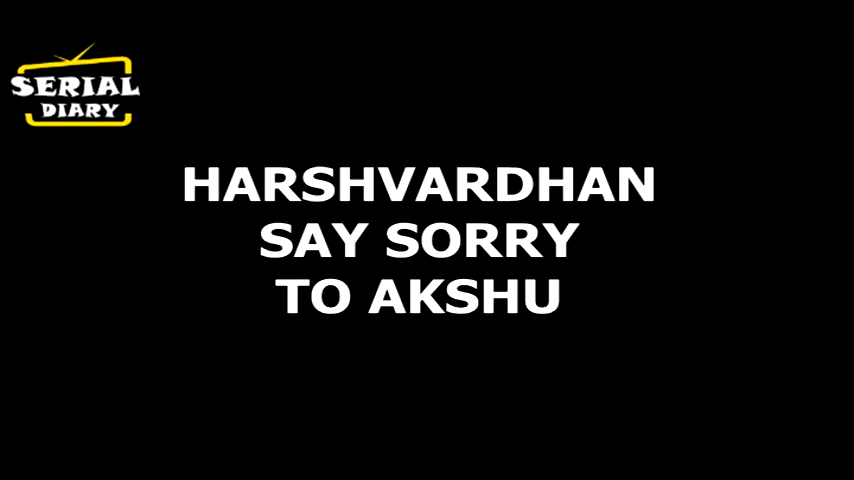 SERIAL
DIARY
HARSHVARDHAN
SAY SORRY
TO AKSHU